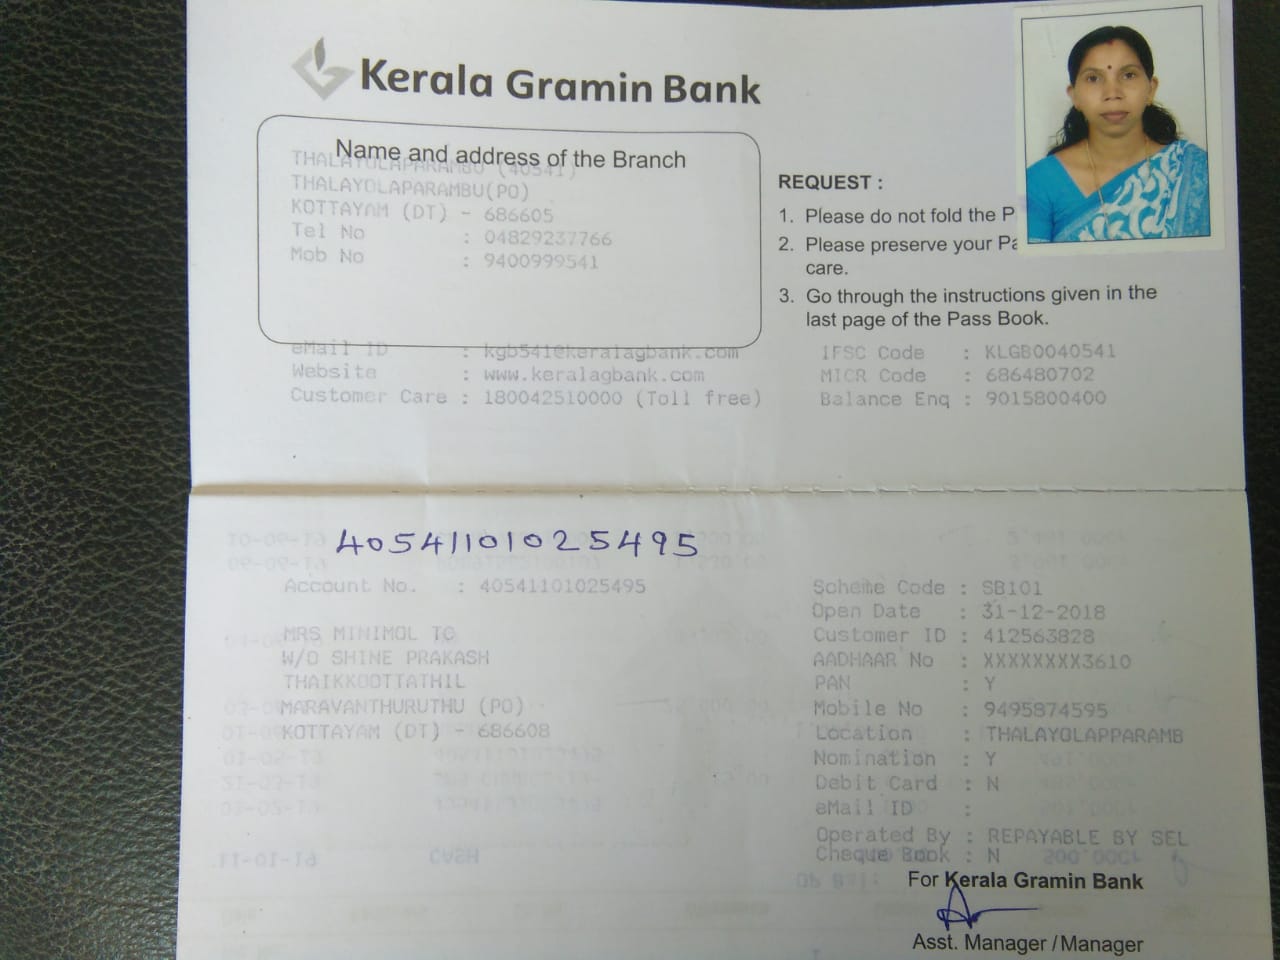 Kerala Gramin Bank
Name and address of the Branch
THALAYOLAPARAMBU (40541)
THALAYOLAPARAMBU(PO)
KOTTAYAM (DT) - 686605
Tel No : 04829237766
Mob No : 9400999541
REQUEST :
1. Please do not fold the P
2. Please preserve your Pa
care.
3. Go through the instructions given in the
last page of the Pass Book.
eMail ID : kgb541@keralagbank.com
Website : www.keralagbank.com
Customer Care : 180042510000 (Toll free)
IFSC Code : KLGB0040541
MICR Code : 686480702
Balance Enq : 9015800400
40541101025495
Account No. : 40541101025495
MRS MINIMOL TC
W/O SHINE PRAKASH
THAIKKOOTTATHIL
MARAVANTHURUTHU (PO)
KOTTAYAM (DT) - 686608
Scheme Code : SB101
Open Date : 31-12-2018
Customer ID : 412563828
AADHAAR No : XXXXXXXX3610
PAN : Y
Mobile No : 9495874595
Location : THALAYOLAPPARAMB
Nomination : Y
Debit Card : N
eMail ID :
Operated By : REPAYABLE BY SEL
Cheque Book : N
For Kerala Gramin Bank
Asst. Manager / Manager